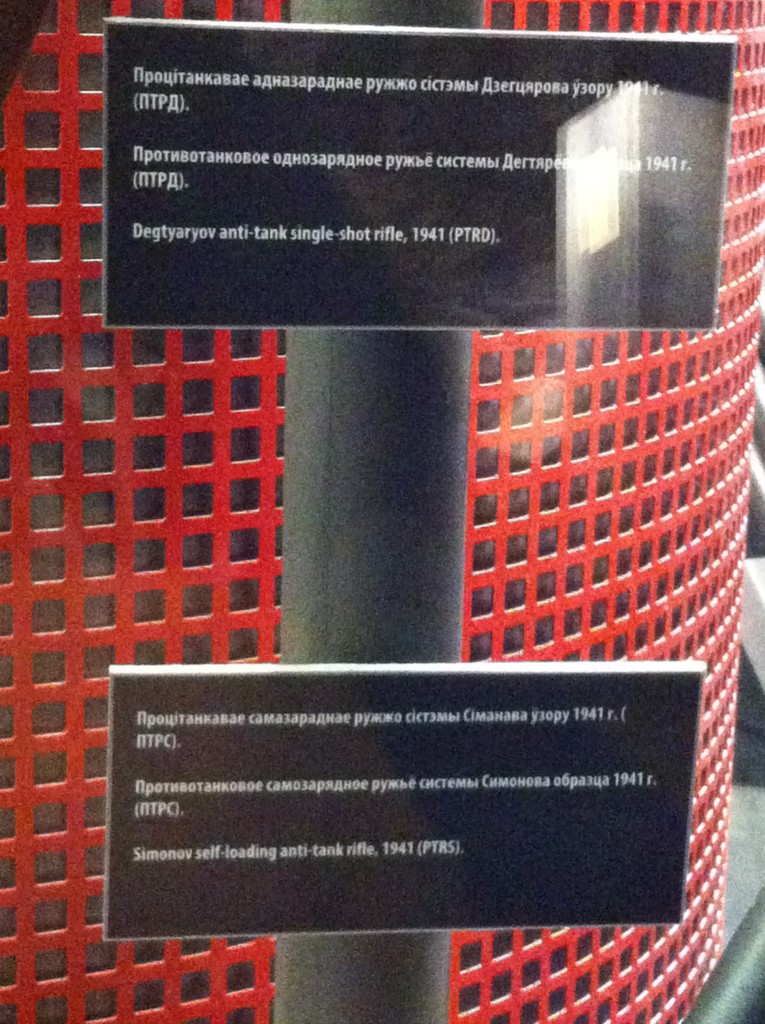 Процітанкавае адназараднае ружжо сістэмы Дзегцярова ўзору 1941 г.
(ПТРД).
Противотанковое однозарядное ружьё системы Дегтярёва образца 1941 г.
(ПТРД).
Degtyaryov anti-tank single-shot rifle, 1941 (PTRD).
Процітанкавае самазараднае ружжо сістэмы Сіманава ўзору 1941 г. (
ПТРС).
Противотанковое самозарядное ружьё системы Симонова образца 1941 г.
(ПТРС).
Simonov self-loading anti-tank rifle, 1941 (PTRS).